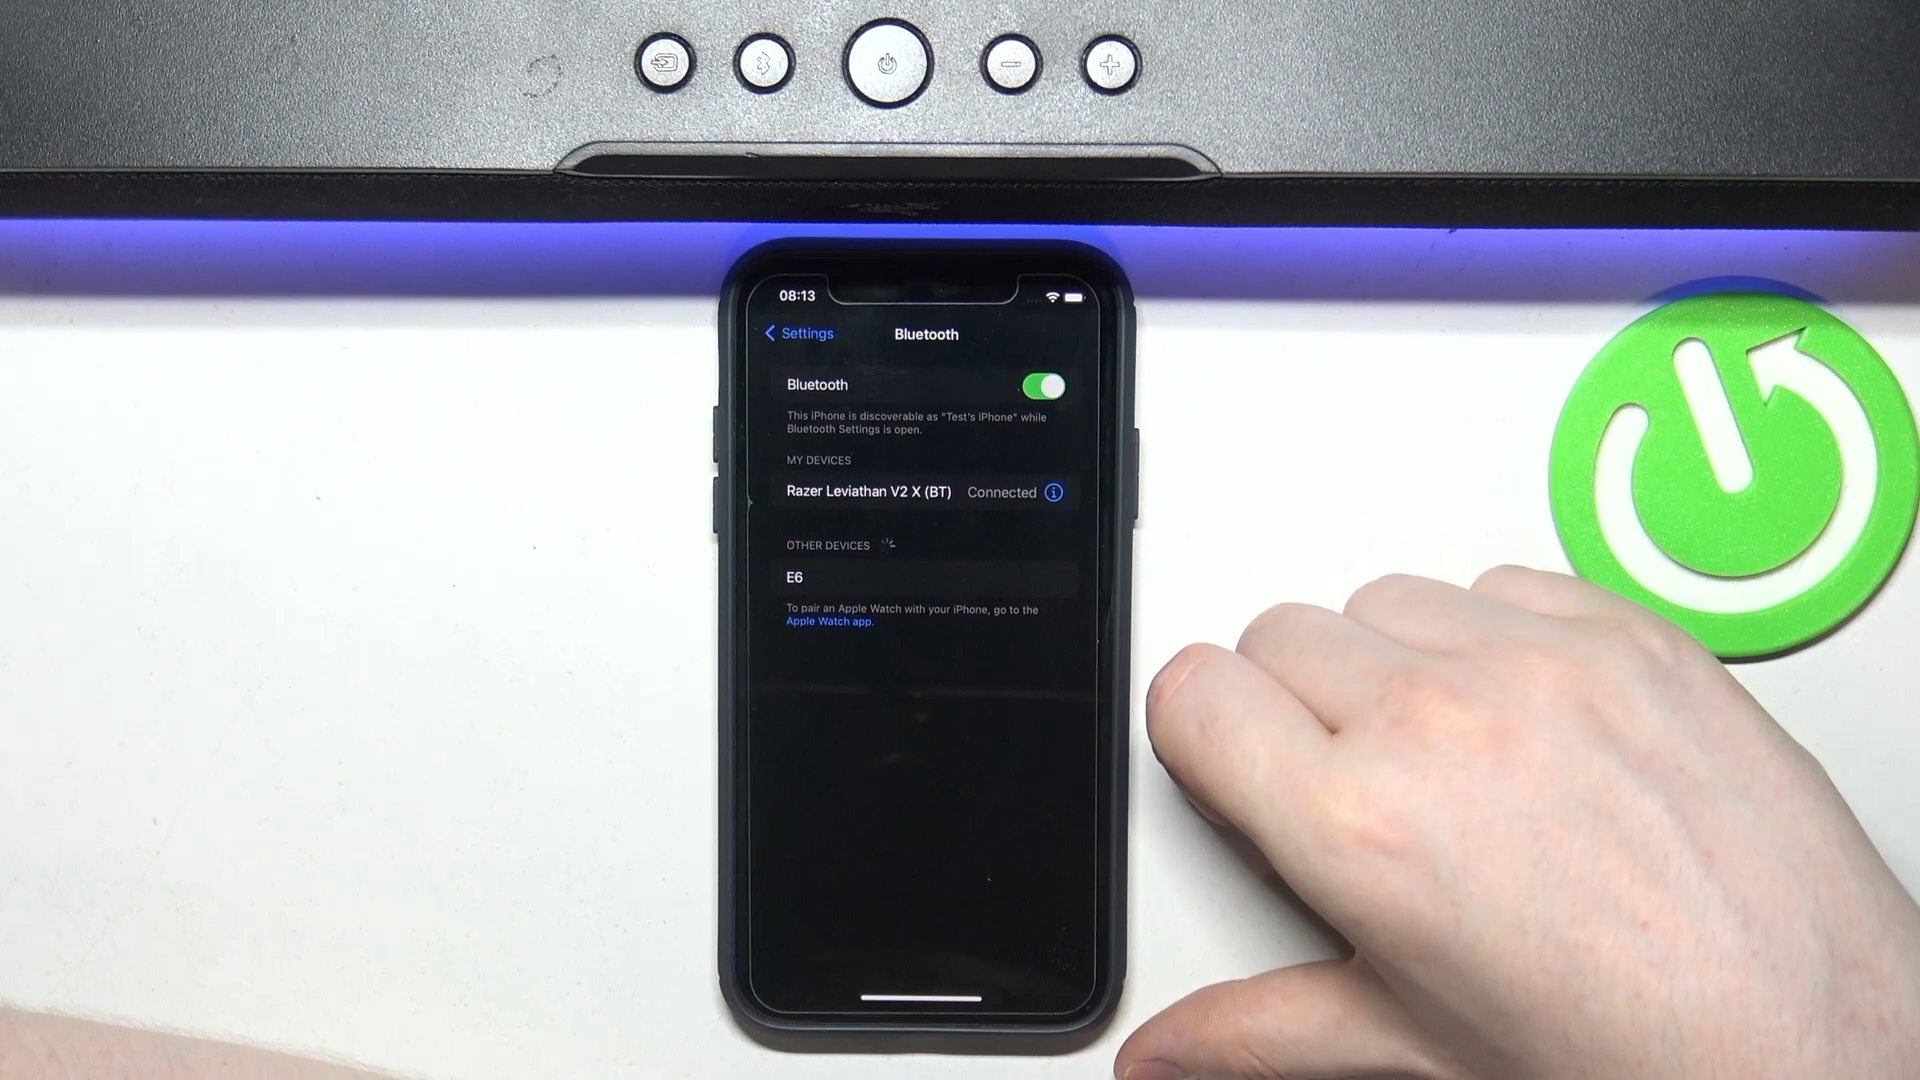 08:13
Settings
Bluetooth
Bluetooth
This iPhone is discoverable as “Test’s iPhone” while
Bluetooth Settings is open.
MY DEVICES
Razer Leviathan V2 X (BT) Connected
OTHER DEVICES
E6
To pair an Apple Watch with your iPhone, go to the
Apple Watch app.